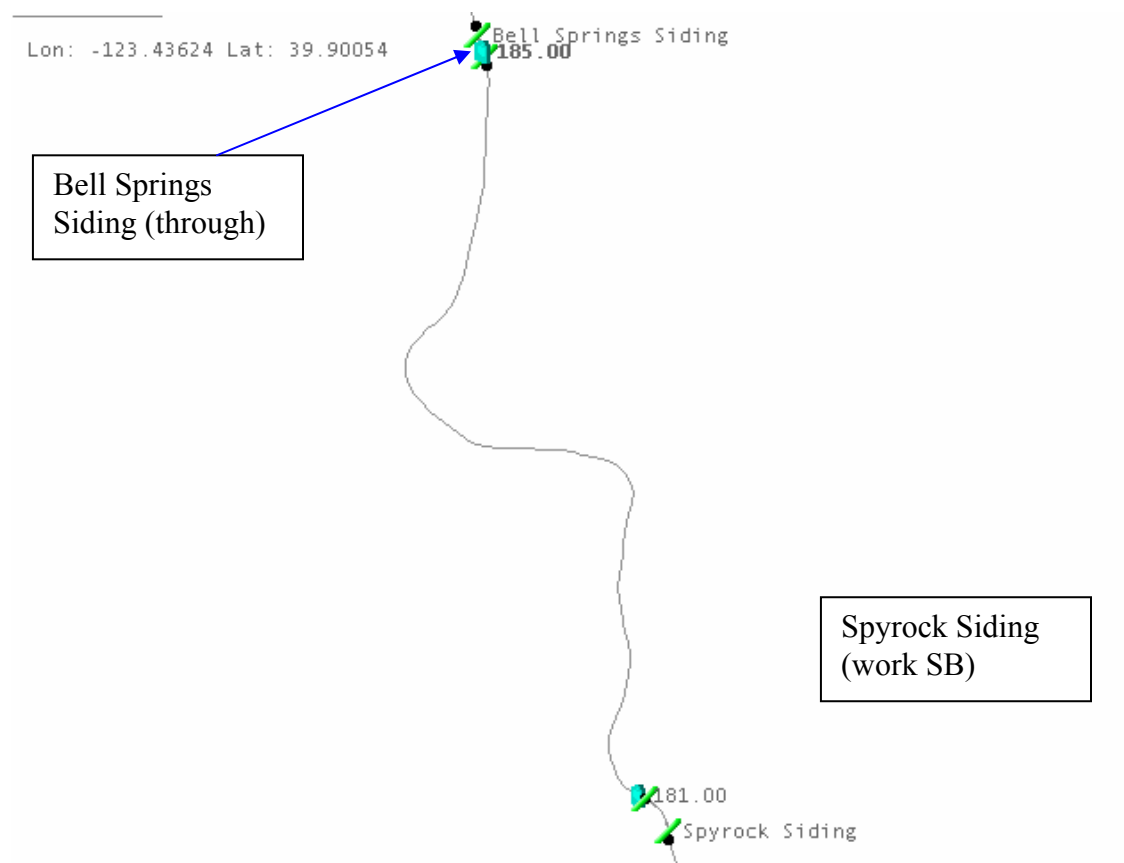 Bell Springs Siding
Lon: -123.43624 Lat: 39.90054
185.00
Bell Springs
Siding (through)
Spyrock Siding
(work SB)
181.00
Spyrock Siding